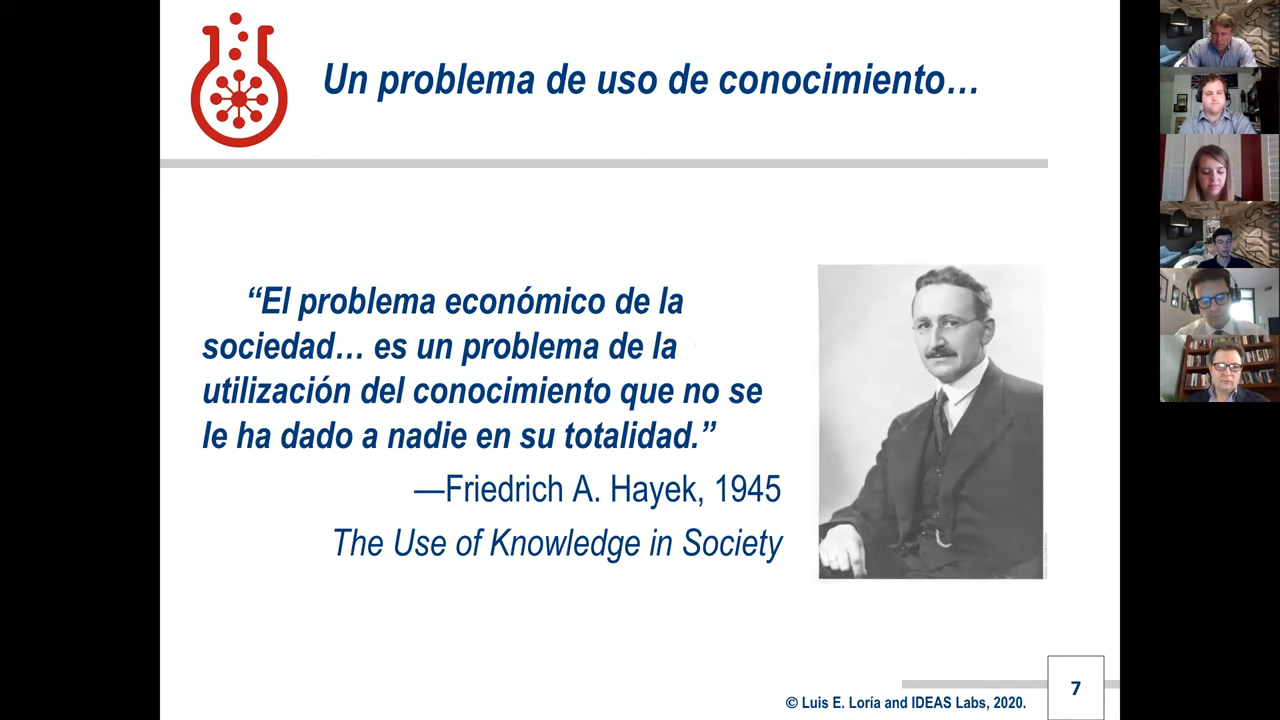 Un problema de uso de conocimiento…
“El problema económico de la
sociedad… es un problema de la
utilización del conocimiento que no se
le ha dado a nadie en su totalidad.”
—Friedrich A. Hayek, 1945
The Use of Knowledge in Society
7
© Luis E. Loría and IDEAS Labs, 2020.